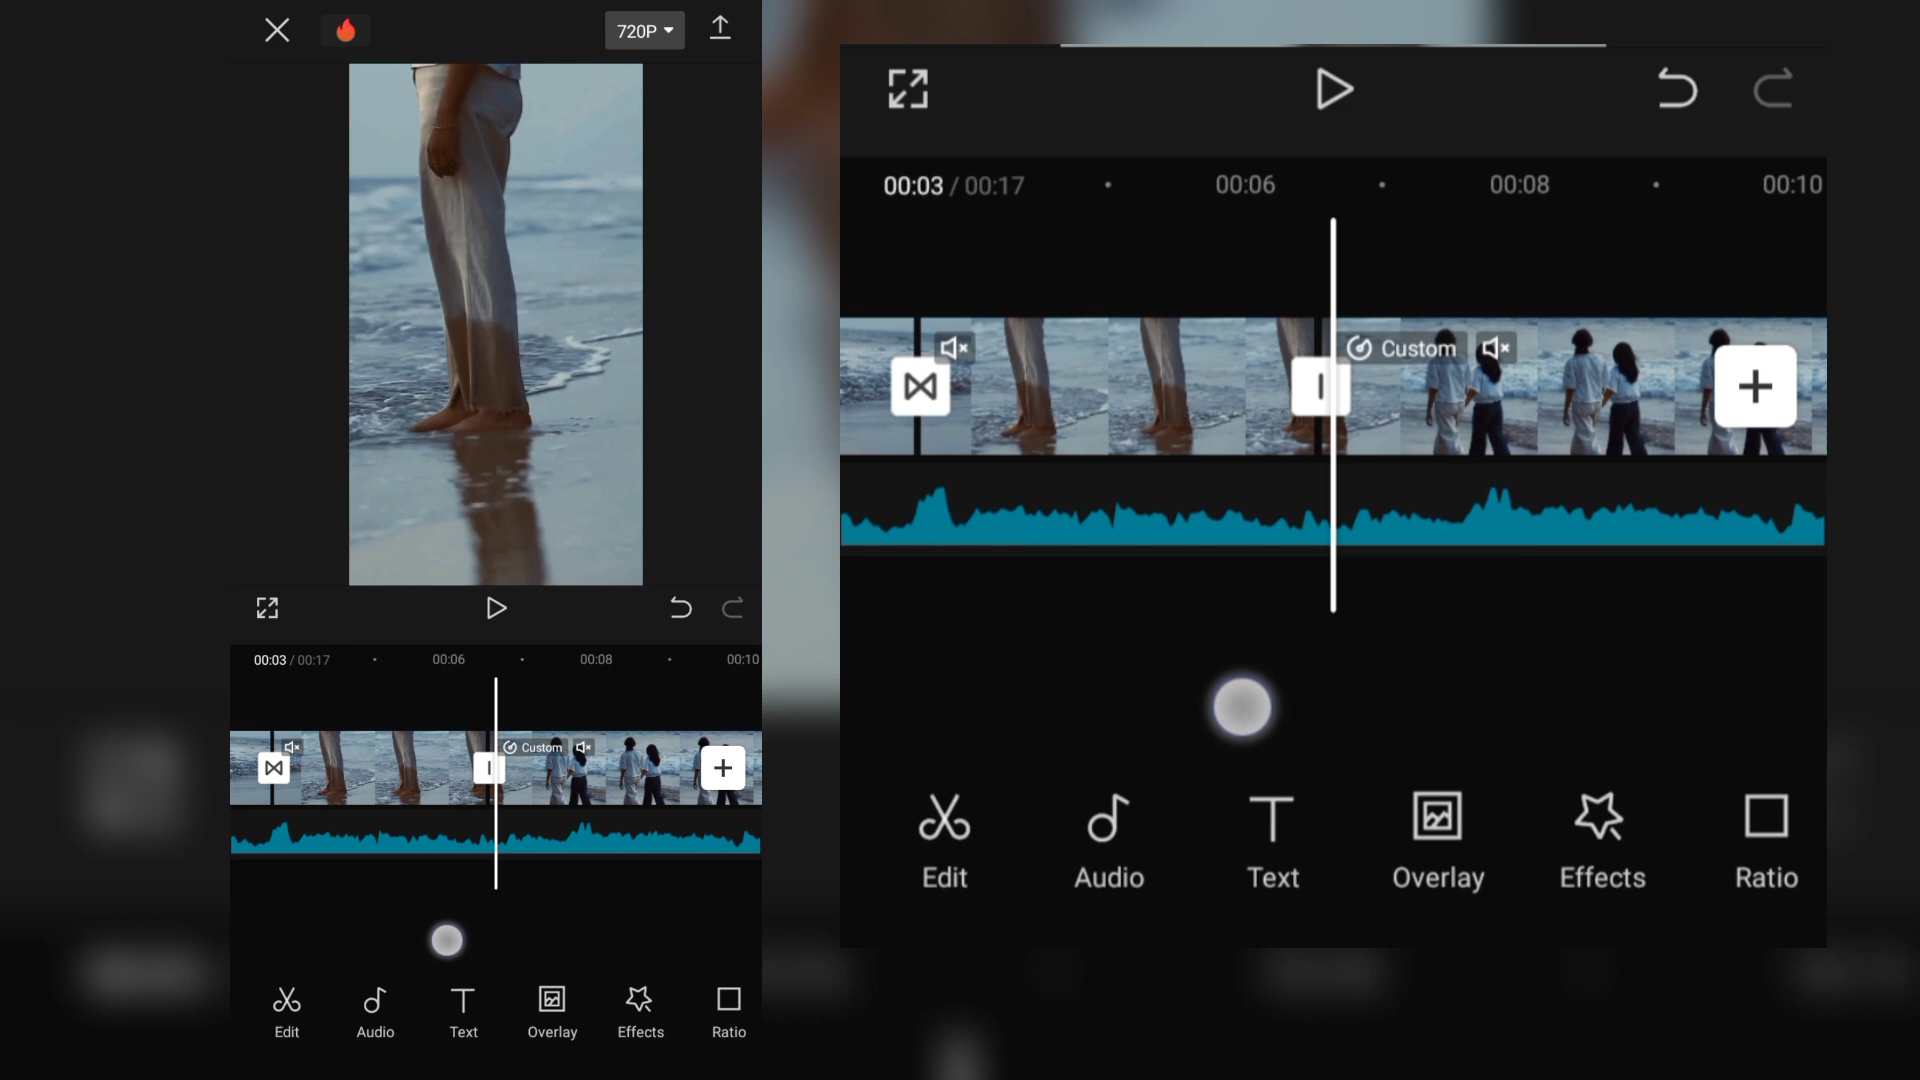 720P
00:03 / 00:17
00:06
00:08
00:10
Custom
Edit
Audio
Text
Overlay
Effects
Ratio
00:03 / 00:17
00:06
00:08
00:10
Custom
Edit
Audio
Text
Overlay
Effects
Ratio